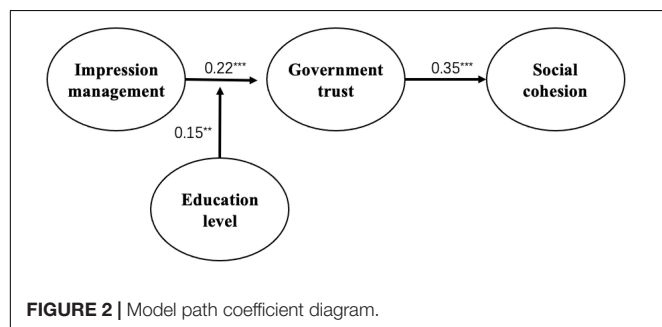 Impression
management
0.22***
Government
trust
0.35***
Social
cohesion
0.15**
Education
level
FIGURE 2 | Model path coefficient diagram.